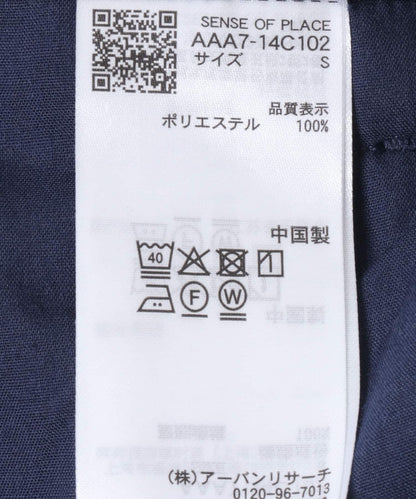 SENSE OF PLACE
AAA7-14C102
サイズ S
品質表示
ポリエステル 100%
中国製
40
F W
(株)アーバンリサーチ
0120-96-7013